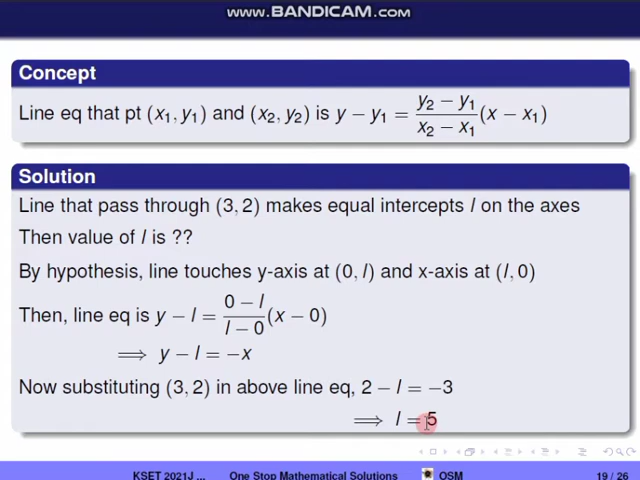 www.BANDICAM.com
Concept
Line eq that pt (x₁, y₁) and (x₂, y₂) is y − y₁ = (y₂ − y₁)/(x₂ − x₁) (x − x₁)
Solution
Line that pass through (3, 2) makes equal intercepts l on the axes
Then value of l is ??
By hypothesis, line touches y-axis at (0, l) and x-axis at (l, 0)
Then, line eq is y − l = (0 − l)/(l − 0) (x − 0)
⟹ y − l = −x
Now substituting (3, 2) in above line eq, 2 − l = −3
⟹ l = 5
KSET 2021J ... One Stop Mathematical Solutions OSM 19 / 26